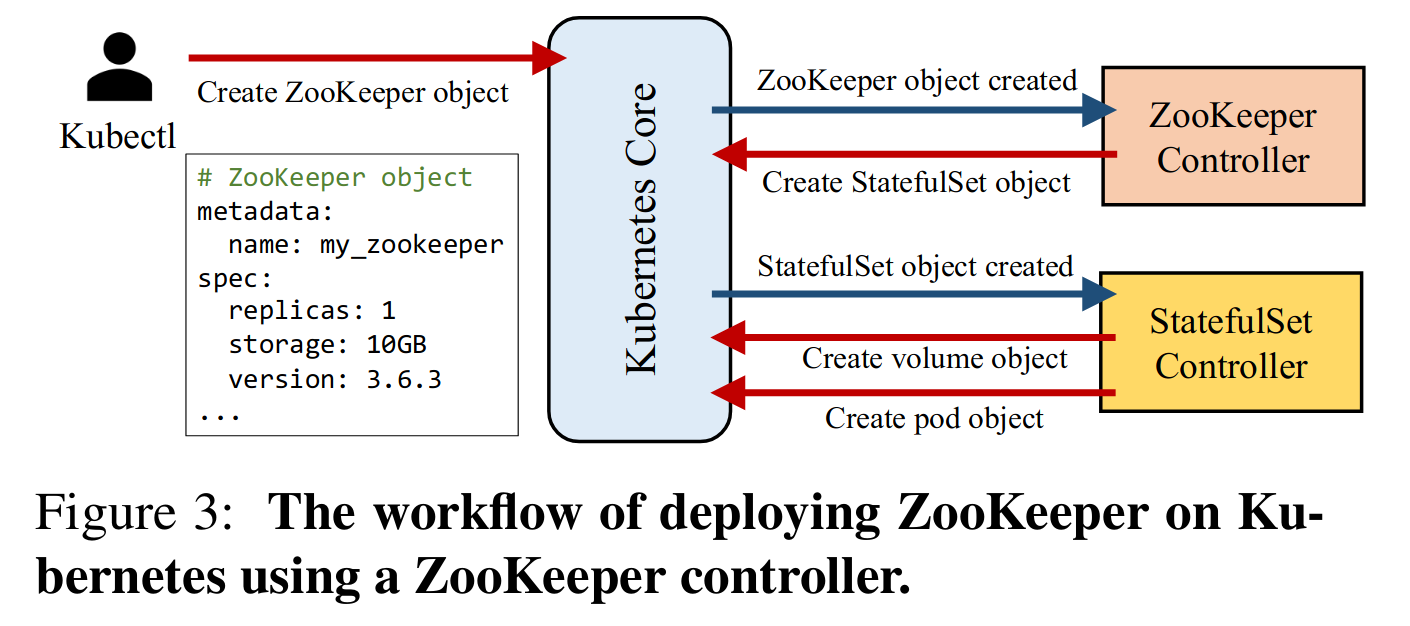 Create ZooKeeper object
Kubectl
# ZooKeeper object
metadata:
  name: my_zookeeper
spec:
  replicas: 1
  storage: 10GB
  version: 3.6.3
...
Kubernetes Core
ZooKeeper object created
Create StatefulSet object
ZooKeeper
Controller
StatefulSet object created
Create volume object
Create pod object
StatefulSet
Controller
Figure 3: The workflow of deploying ZooKeeper on Ku-
bernetes using a ZooKeeper controller.